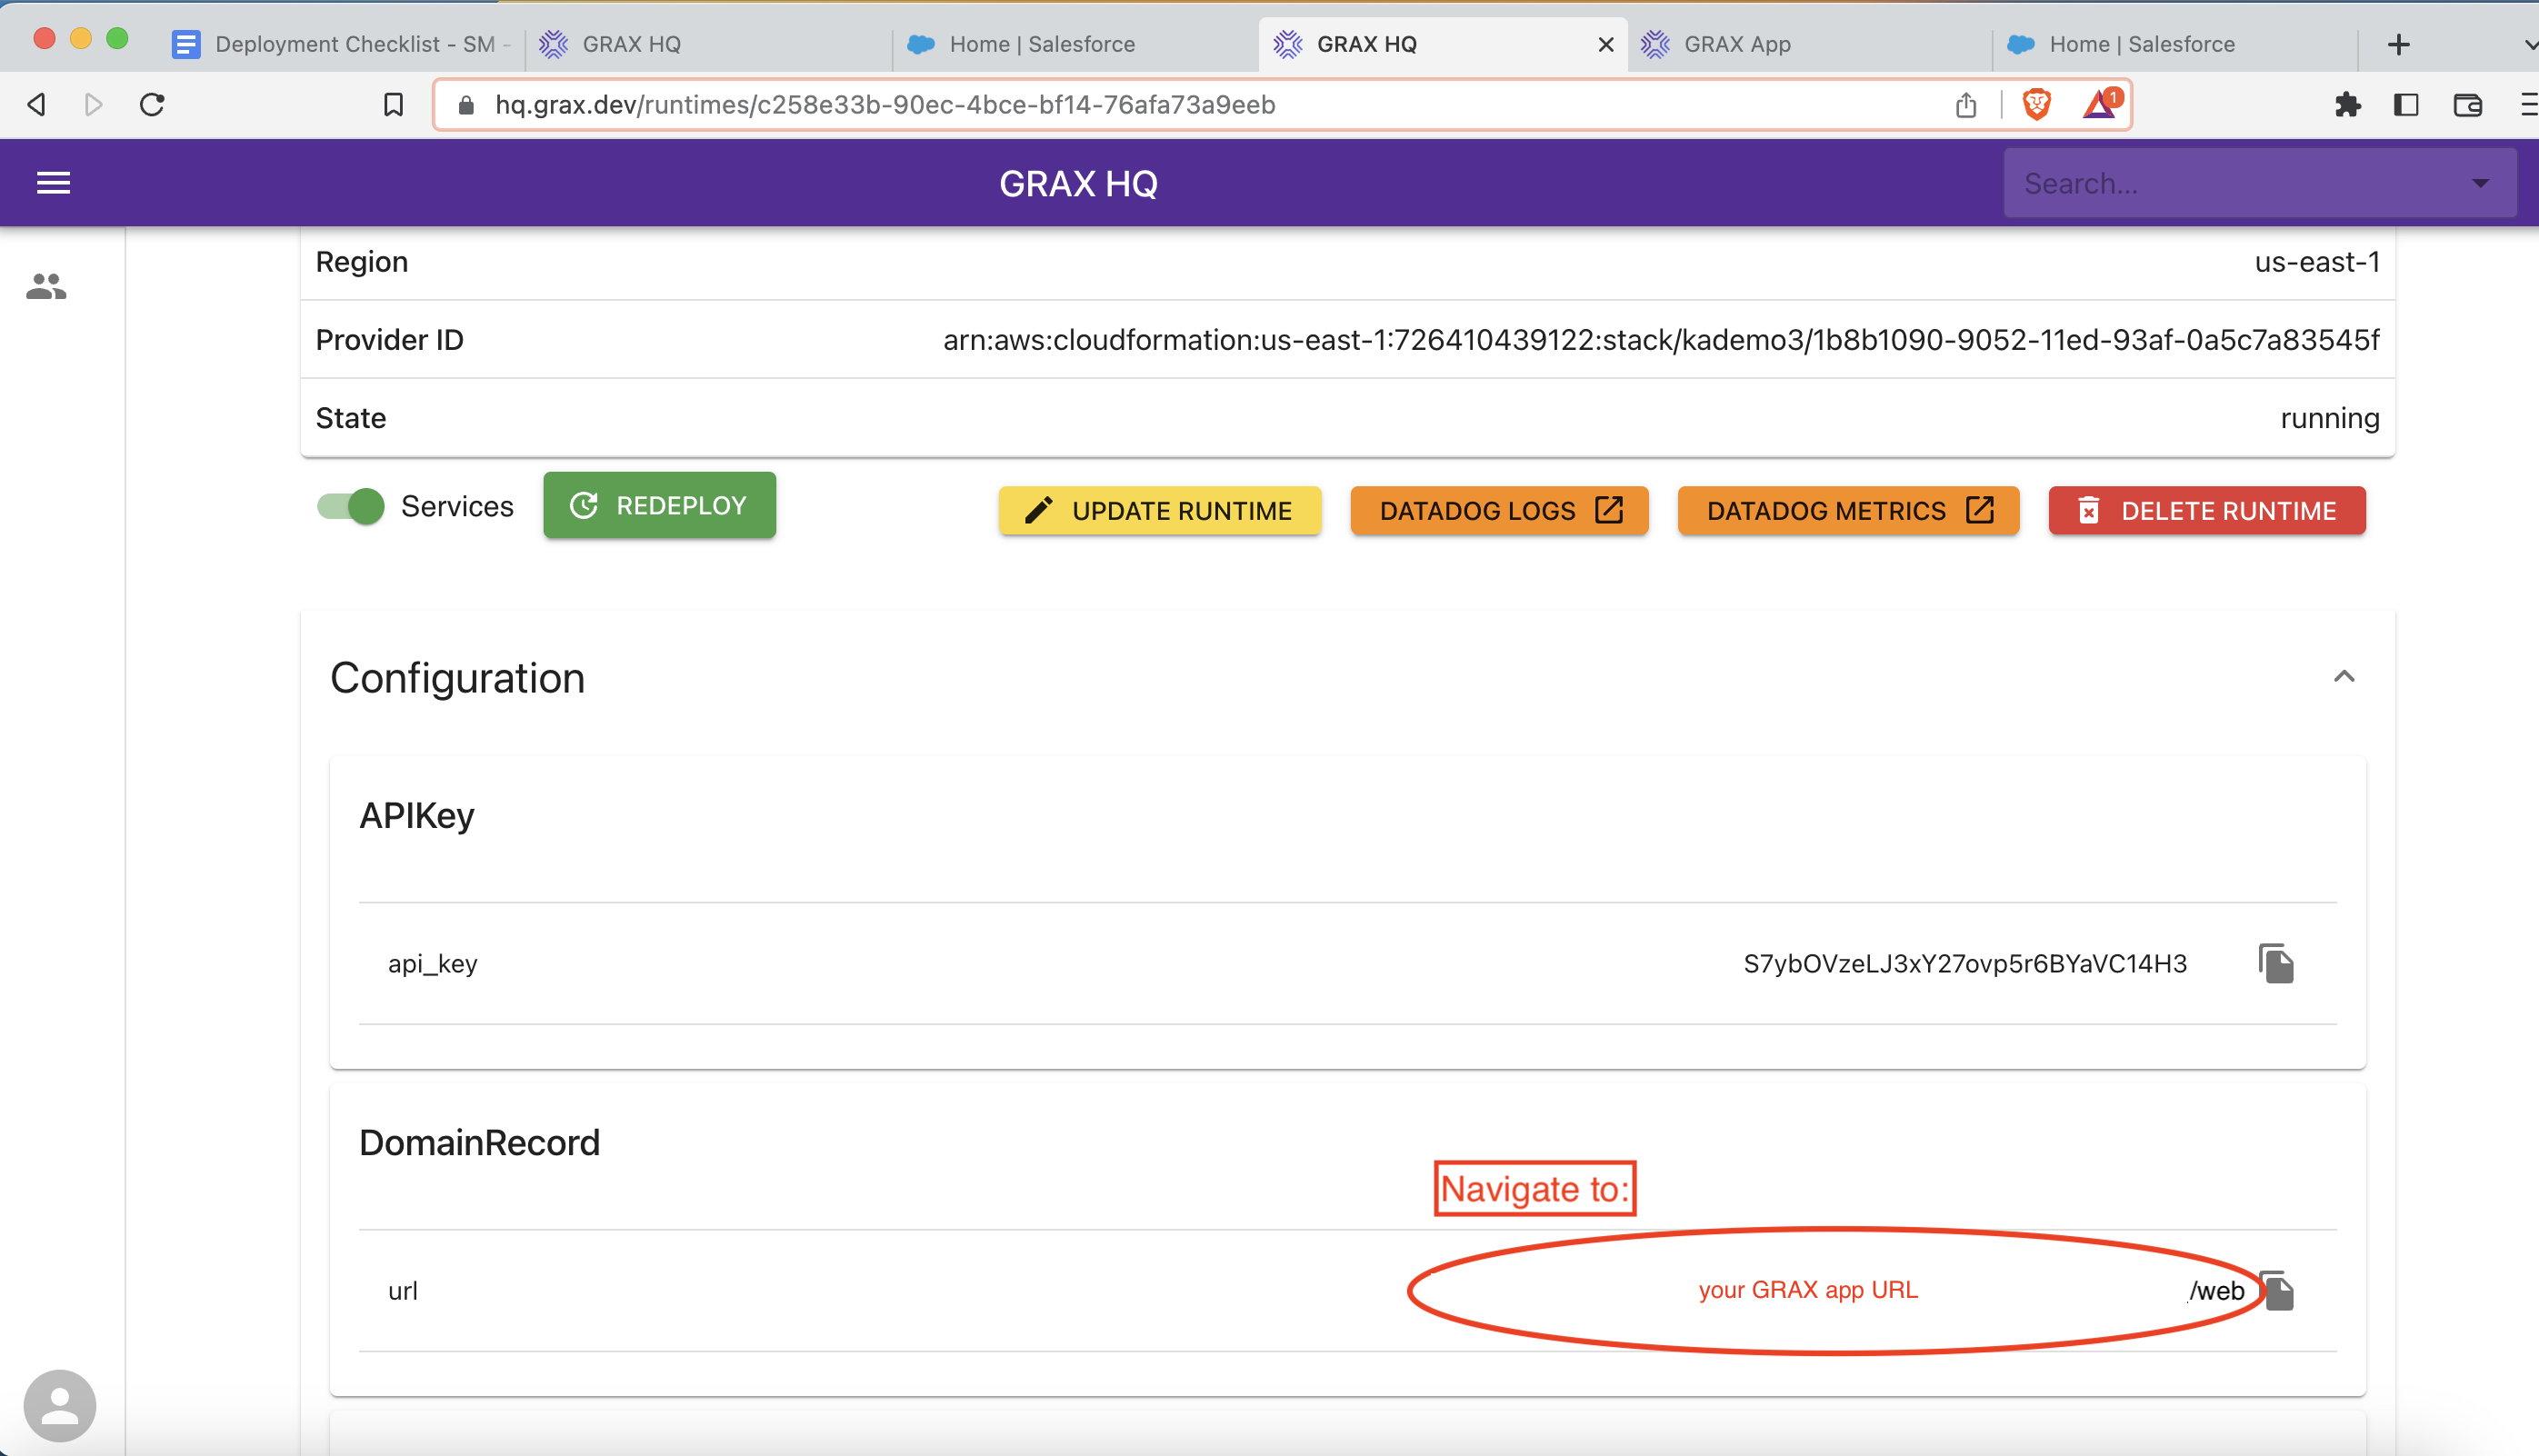 Deployment Checklist - SM -
GRAX HQ
Home | Salesforce
GRAX HQ
GRAX App
Home | Salesforce
hq.grax.dev/runtimes/c258e33b-90ec-4bce-bf14-76afa73a9eeb
1
GRAX HQ
Search...
Region us-east-1
Provider ID arn:aws:cloudformation:us-east-1:726410439122:stack/kademo3/1b8b1090-9052-11ed-93af-0a5c7a83545f
State running
Services REDEPLOY UPDATE RUNTIME DATADOG LOGS DATADOG METRICS DELETE RUNTIME
Configuration
APIKey
api_key S7ybOVzeLJ3xY27ovp5r6BYaVC14H3
DomainRecord
Navigate to:
url your GRAX app URL /web